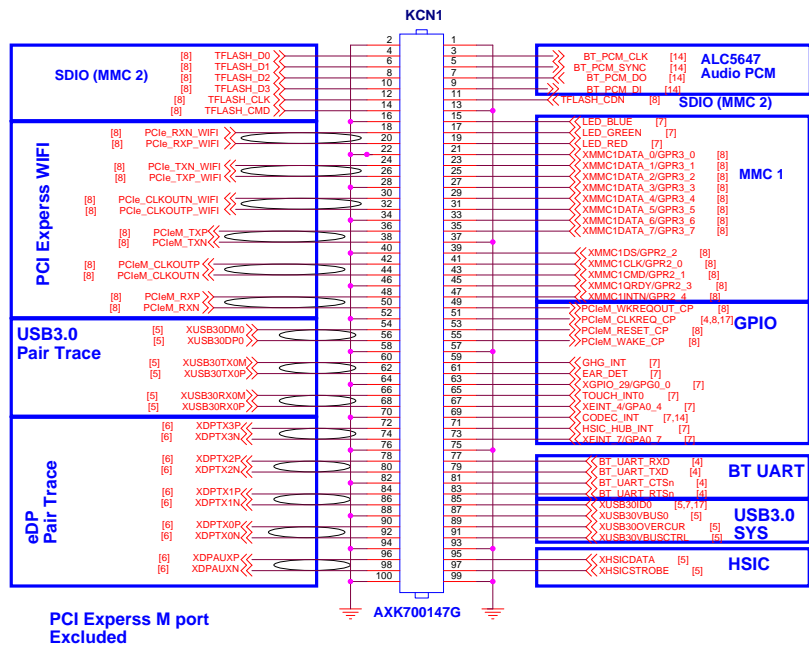 KCN1
SDIO (MMC 2)
[8] TFLASH_D0
[8] TFLASH_D1
[8] TFLASH_D2
[8] TFLASH_D3
[8] TFLASH_CLK
[8] TFLASH_CMD
PCI Experss WIFI
[8] PCIe_RXN_WIFI
[8] PCIe_RXP_WIFI
[8] PCIe_TXN_WIFI
[8] PCIe_TXP_WIFI
[8] PCIe_CLKOUTN_WIFI
[8] PCIe_CLKOUTP_WIFI
[8] PCIeM_TXP
[8] PCIeM_TXN
[8] PCIeM_CLKOUTP
[8] PCIeM_CLKOUTN
[8] PCIeM_RXP
[8] PCIeM_RXN
USB3.0
Pair Trace
[5] XUSB30DM0
[5] XUSB30DP0
[5] XUSB30TX0M
[5] XUSB30TX0P
[5] XUSB30RX0M
[5] XUSB30RX0P
eDP
Pair Trace
[6] XDPTX3P
[6] XDPTX3N
[6] XDPTX2P
[6] XDPTX2N
[6] XDPTX1P
[6] XDPTX1N
[6] XDPTX0P
[6] XDPTX0N
[6] XDPAUXP
[6] XDPAUXN
2 1
4 3
6 5
8 7
10 9
12 11
14 13
16 15
18 17
20 19
22 21
24 23
26 25
28 27
30 29
32 31
34 33
36 35
38 37
40 39
42 41
44 43
46 45
48 47
50 49
52 51
54 53
56 55
58 57
60 59
62 61
64 63
66 65
68 67
70 69
72 71
74 73
76 75
78 77
80 79
82 81
84 83
86 85
88 87
90 89
92 91
94 93
96 95
98 97
100 99
BT_PCM_CLK [14]
BT_PCM_SYNC [14]
BT_PCM_DO [14]
BT_PCM_DI [14]
ALC5647
Audio PCM
TFLASH_CDN [8]
SDIO (MMC 2)
LED_BLUE [7]
LED_GREEN [7]
LED_RED [7]
XMMC1DATA_0/GPR3_0 [8]
XMMC1DATA_1/GPR3_1 [8]
XMMC1DATA_2/GPR3_2 [8]
XMMC1DATA_3/GPR3_3 [8]
XMMC1DATA_4/GPR3_4 [8]
XMMC1DATA_5/GPR3_5 [8]
XMMC1DATA_6/GPR3_6 [8]
XMMC1DATA_7/GPR3_7 [8]
MMC 1
XMMC1DS/GPR2_2 [8]
XMMC1CLK/GPR2_0 [8]
XMMC1CMD/GPR2_1 [8]
XMMC1QRDY/GPR2_3 [8]
XMMC1INTN/GPR2_4 [8]
PCIeM_WKREQOUT_CP [8]
PCIeM_CLKREQ_CP [4,8,17]
PCIeM_RESET_CP [8]
PCIeM_WAKE_CP [8]
GPIO
GHG_INT [7]
EAR_DET [7]
XGPIO_29/GPG0_0 [7]
TOUCH_INT0 [7]
XEINT_4/GPA0_4 [7]
CODEC_INT [7,14]
HSIC_HUB_INT [7]
XEINT_7/GPA0_7 [7]
BT_UART_RXD [4]
BT_UART_TXD [4]
BT_UART_CTSn [4]
BT_UART_RTSn [4]
BT UART
XUSB30ID0 [5,7,17]
XUSB30VBUS0 [5]
XUSB30OVERCUR [5]
XUSB30VBUSCTRL [5]
USB3.0
SYS
XHSICDATA [5]
XHSICSTROBE [5]
HSIC
AXK700147G
PCI Experss M port
Excluded